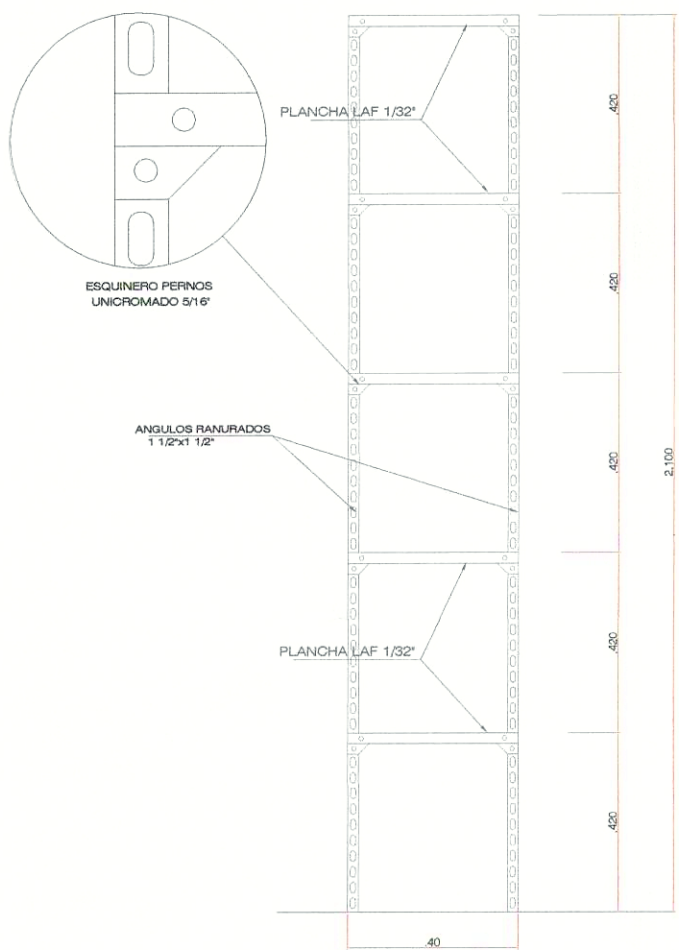 PLANCHA LAF 1/32"
ESQUINERO PERNOS
UNICROMADO 5/16"
ANGULOS RANURADOS
1 1/2"x1 1/2"
PLANCHA LAF 1/32"
.420
.420
.420
.420
.420
2,100
.40